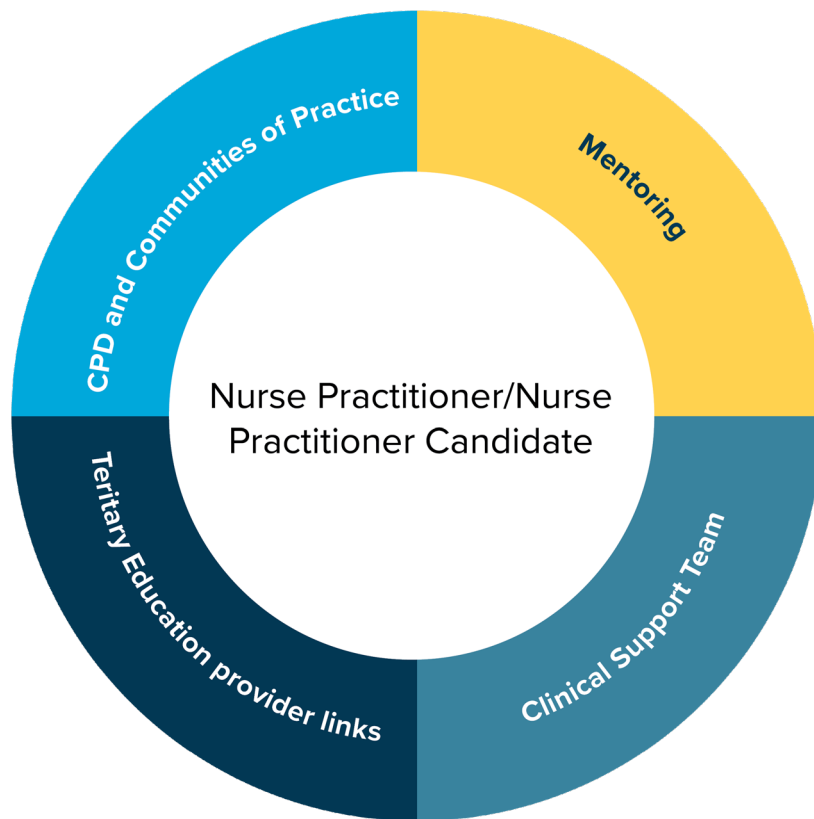 CPD and Communities of Practice
Mentoring
Nurse Practitioner/Nurse
Practitioner Candidate
Teritary Education provider links
Clinical Support Team